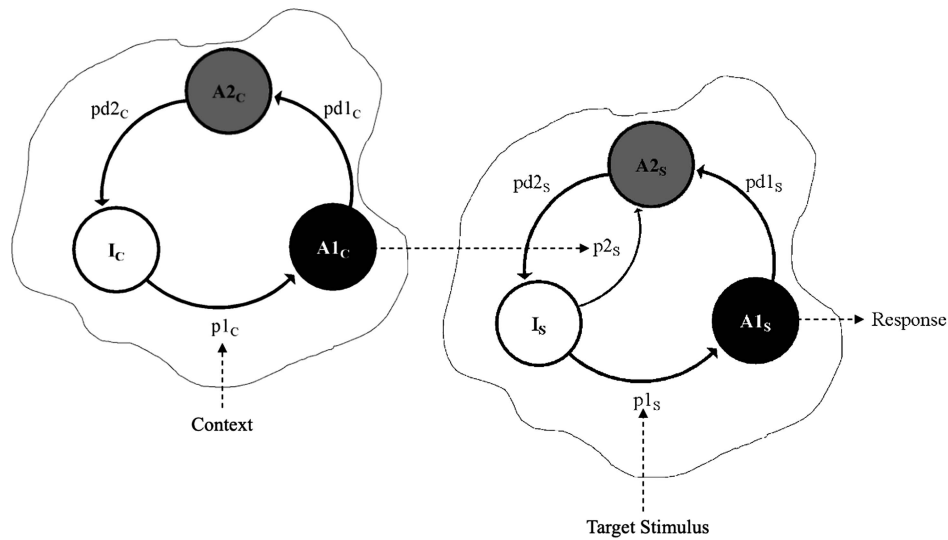 A2C
pd2C
pd1C
IC
A1C
p1C
Context
A2S
pd2S
pd1S
p2S
IS
A1S
Response
p1S
Target Stimulus